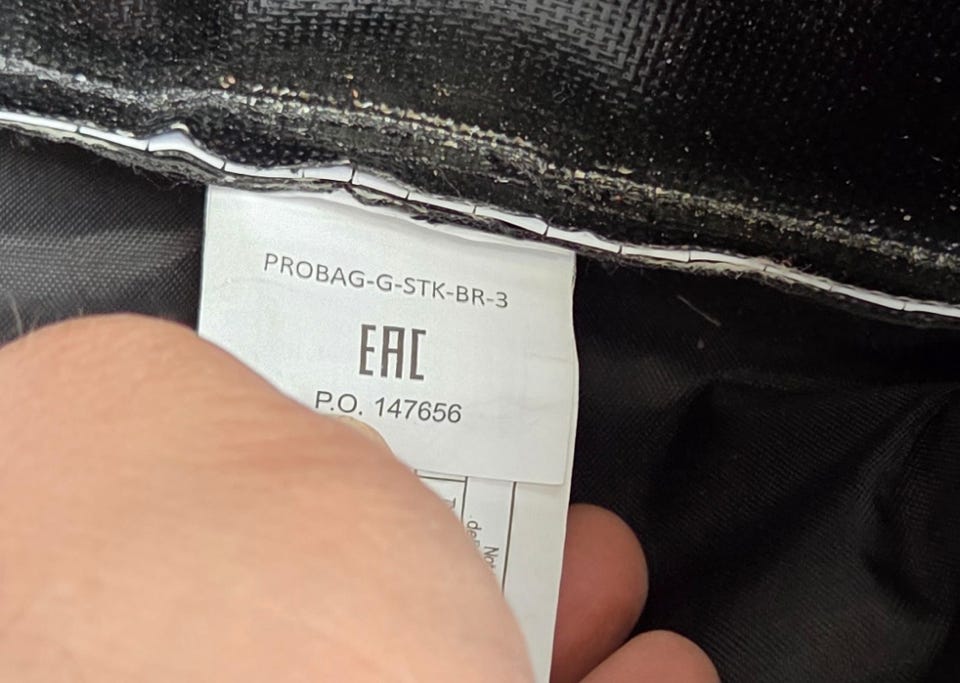 PROBAG-G-STK-BR-3
EAC
P.O. 147656